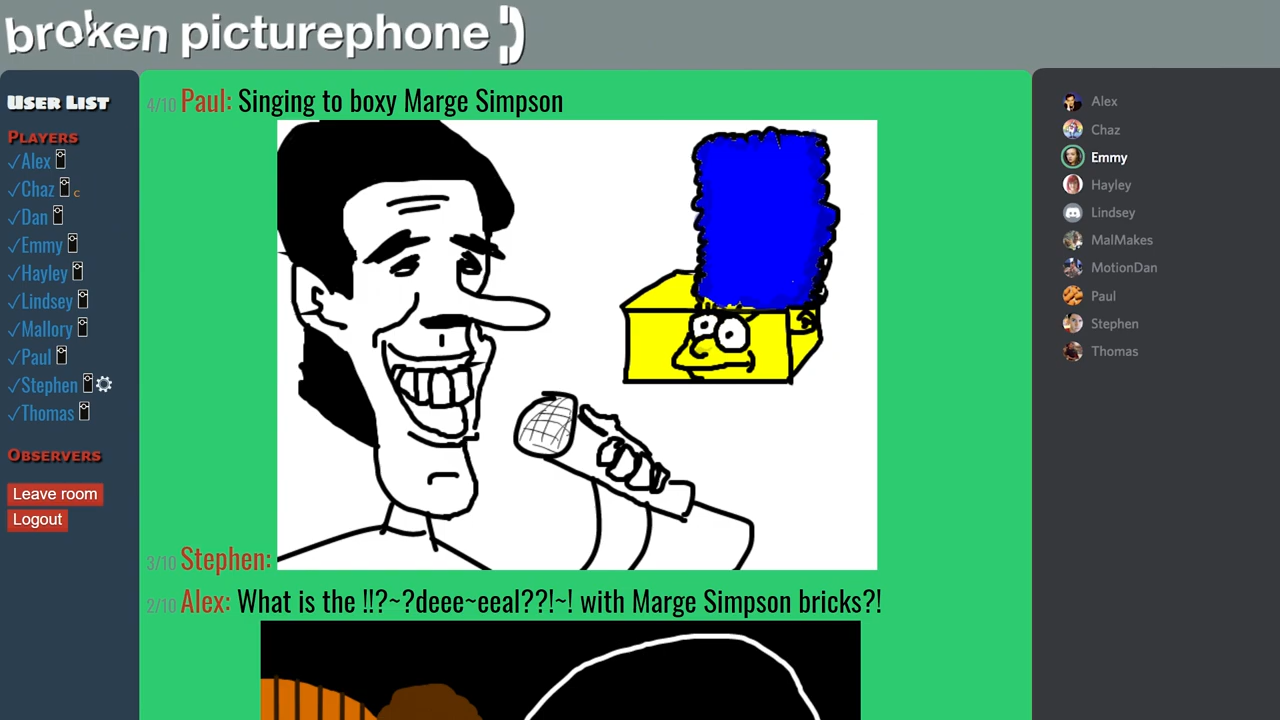 broken picturephone
USER LIST
PLAYERS
✓Alex
✓Chaz c
✓Dan
✓Emmy
✓Hayley
✓Lindsey
✓Mallory
✓Paul
✓Stephen
✓Thomas
OBSERVERS
Leave room
Logout
4/10 Paul: Singing to boxy Marge Simpson
3/10 Stephen:
2/10 Alex: What is the !!?~?deee~eeal??!~! with Marge Simpson bricks?!
Alex
Chaz
Emmy
Hayley
Lindsey
MalMakes
MotionDan
Paul
Stephen
Thomas